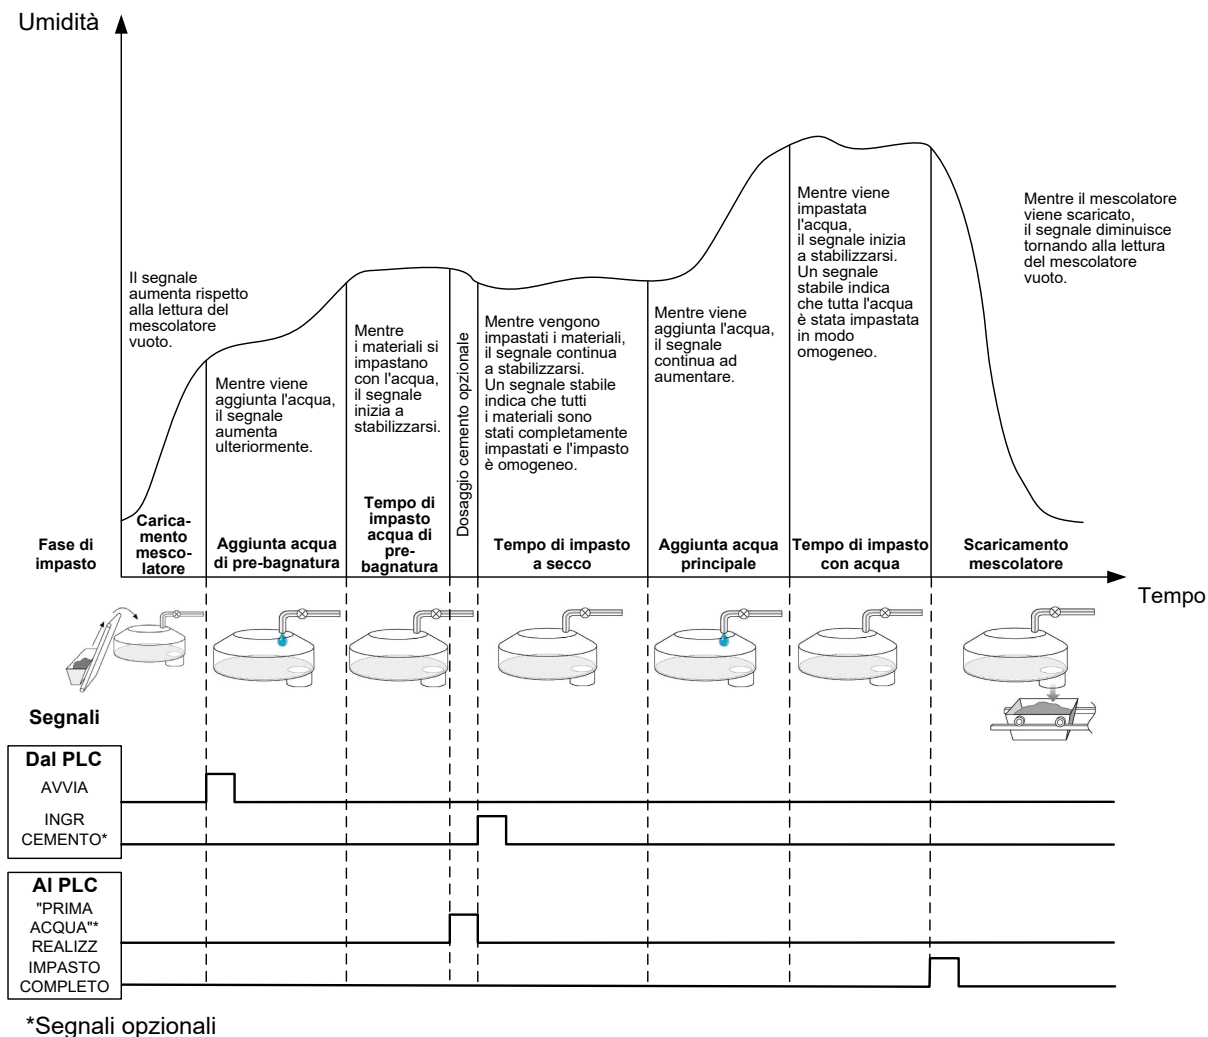 Umidità
Il segnale
aumenta rispetto
alla lettura del
mescolatore
vuoto.
Mentre viene
aggiunta l'acqua,
il segnale
aumenta
ulteriormente.
Mentre
i materiali si
impastano
con l'acqua,
il segnale
inizia a
stabilizzarsi.
Dosaggio cemento opzionale
Mentre vengono
impastati i materiali,
il segnale continua
a stabilizzarsi.
Un segnale stabile
indica che tutti
i materiali sono
stati completamente
impastati e l'impasto
è omogeneo.
Mentre viene
aggiunta l'acqua,
il segnale
continua ad
aumentare.
Mentre viene
impastata
l'acqua,
il segnale inizia
a stabilizzarsi.
Un segnale
stabile indica
che tutta l'acqua
è stata impastata
in modo
omogeneo.
Mentre il mescolatore
viene scaricato,
il segnale diminuisce
tornando alla lettura
del mescolatore
vuoto.
Fase di
impasto
Carica-
mento
mesco-
latore
Aggiunta acqua
di pre-bagnatura
Tempo di
impasto
acqua di
pre-
bagnatura
Tempo di impasto
a secco
Aggiunta acqua
principale
Tempo di impasto
con acqua
Scaricamento
mescolatore
Tempo
Segnali
Dal PLC
AVVIA
INGR
CEMENTO*
Al PLC
"PRIMA
ACQUA"*
REALIZZ
IMPASTO
COMPLETO
*Segnali opzionali